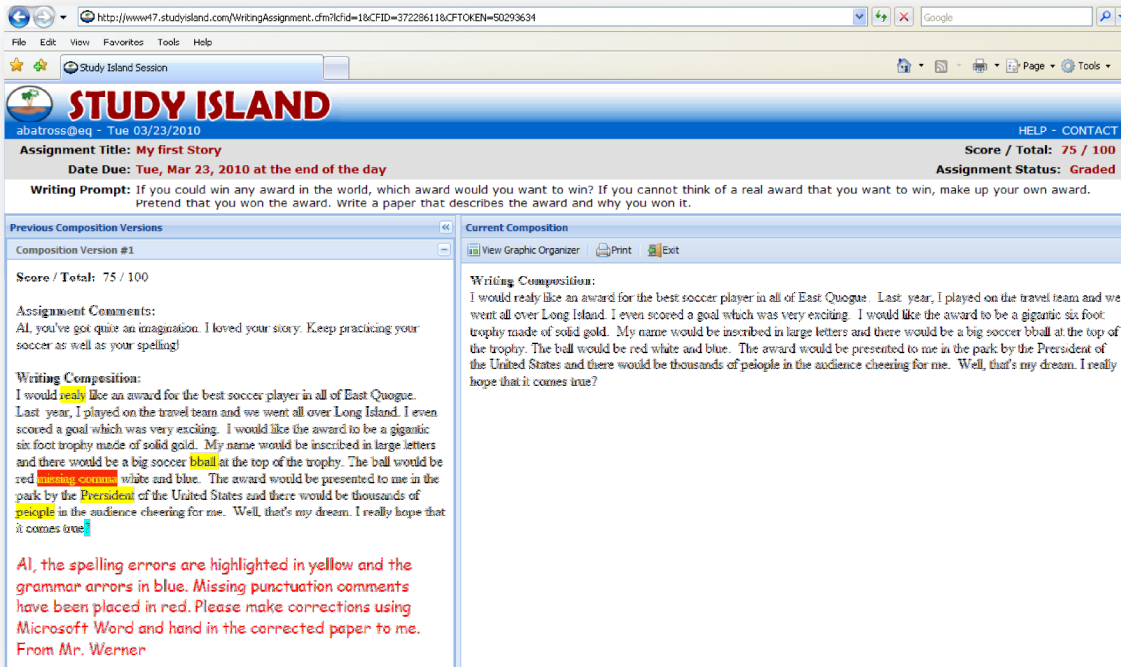 http://www47.studyisland.com/WritingAssignment.cfm?lcfid=1&CFID=37228611&CFTOKEN=50293634
Google
File Edit View Favorites Tools Help
Study Island Session
Page Tools
STUDY ISLAND
abatross@eq - Tue 03/23/2010
HELP - CONTACT
Assignment Title: My first Story
Score / Total: 75 / 100
Date Due: Tue, Mar 23, 2010 at the end of the day
Assignment Status: Graded
Writing Prompt: If you could win any award in the world, which award would you want to win? If you cannot think of a real award that you want to win, make up your own award.
Pretend that you won the award. Write a paper that describes the award and why you won it.
Previous Composition Versions
Composition Version #1
Score / Total: 75 / 100
Assignment Comments:
Al, you've got quite an imagination. I loved your story. Keep practicing your
soccer as well as your spelling!
Writing Composition:
I would realy like an award for the best soccer player in all of East Quogue.
Last year, I played on the travel team and we went all over Long Island. I even
scored a goal which was very exciting. I would like the award to be a gigantic
six foot trophy made of solid gold. My name would be inscribed in large letters
and there would be a big soccer bball at the top of the trophy. The ball would be
red missing comma white and blue. The award would be presented to me in the
park by the Prersident of the United States and there would be thousands of
peiople in the audience cheering for me. Well, that's my dream. I really hope that
it comes true?
Al, the spelling errors are highlighted in yellow and the
grammar arrors in blue. Missing punctuation comments
have been placed in red. Please make corrections using
Microsoft Word and hand in the corrected paper to me.
From Mr. Werner
Current Composition
View Graphic Organizer Print Exit
Writing Composition:
I would realy like an award for the best soccer player in all of East Quogue. Last year, I played on the travel team and we
went all over Long Island. I even scored a goal which was very exciting. I would like the award to be a gigantic six foot
trophy made of solid gold. My name would be inscribed in large letters and there would be a big soccer bball at the top of
the trophy. The ball would be red white and blue. The award would be presented to me in the park by the Prersident of
the United States and there would be thousands of peiople in the audience cheering for me. Well, that's my dream. I really
hope that it comes true?